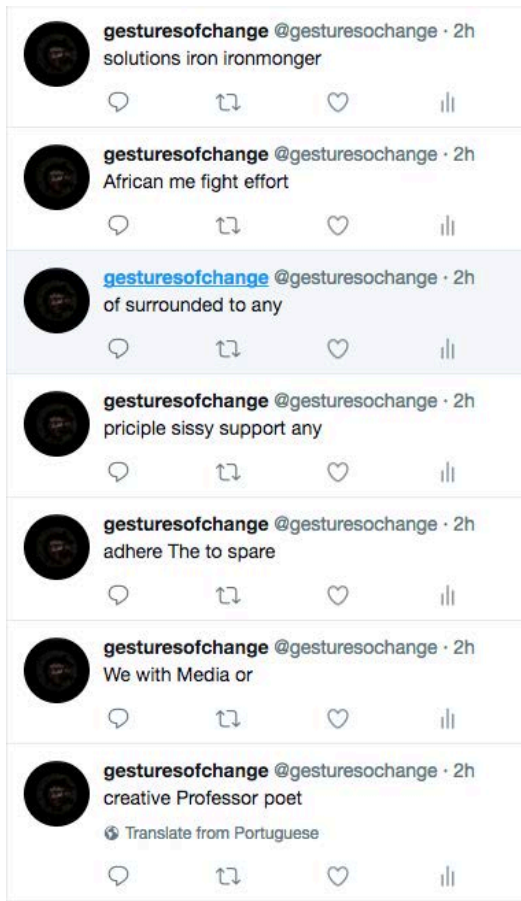 gesturesofchange @gesturesochange · 2h
solutions iron ironmonger
gesturesofchange @gesturesochange · 2h
African me fight effort
gesturesofchange @gesturesochange · 2h
of surrounded to any
gesturesofchange @gesturesochange · 2h
priciple sissy support any
gesturesofchange @gesturesochange · 2h
adhere The to spare
gesturesofchange @gesturesochange · 2h
We with Media or
gesturesofchange @gesturesochange · 2h
creative Professor poet
Translate from Portuguese